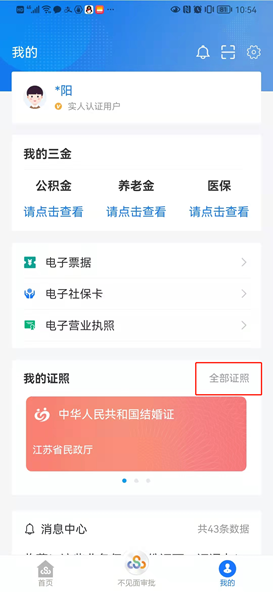 10:54
我的
*阳
实人认证用户
我的三金
公积金 养老金 医保
请点击查看 请点击查看 请点击查看
电子票据
电子社保卡
电子营业执照
我的证照 全部证照
中华人民共和国结婚证
江苏省民政厅
消息中心 共43条数据
首页 不见面审批 我的